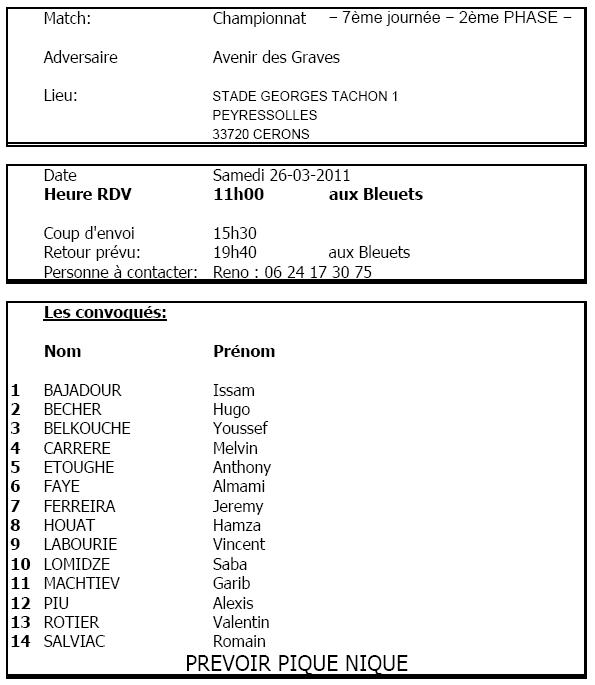 Match: Championnat – 7ème journée – 2ème PHASE –
Adversaire Avenir des Graves
Lieu: STADE GEORGES TACHON 1
PEYRESSOLLES
33720 CERONS
Date Samedi 26-03-2011
Heure RDV 11h00 aux Bleuets
Coup d'envoi 15h30
Retour prévu: 19h40 aux Bleuets
Personne à contacter: Reno : 06 24 17 30 75
Les convoqués:
Nom Prénom
1 BAJADOUR Issam
2 BECHER Hugo
3 BELKOUCHE Youssef
4 CARRERE Melvin
5 ETOUGHE Anthony
6 FAYE Almami
7 FERREIRA Jeremy
8 HOUAT Hamza
9 LABOURIE Vincent
10 LOMIDZE Saba
11 MACHTIEV Garib
12 PIU Alexis
13 ROTIER Valentin
14 SALVIAC Romain
PREVOIR PIQUE NIQUE